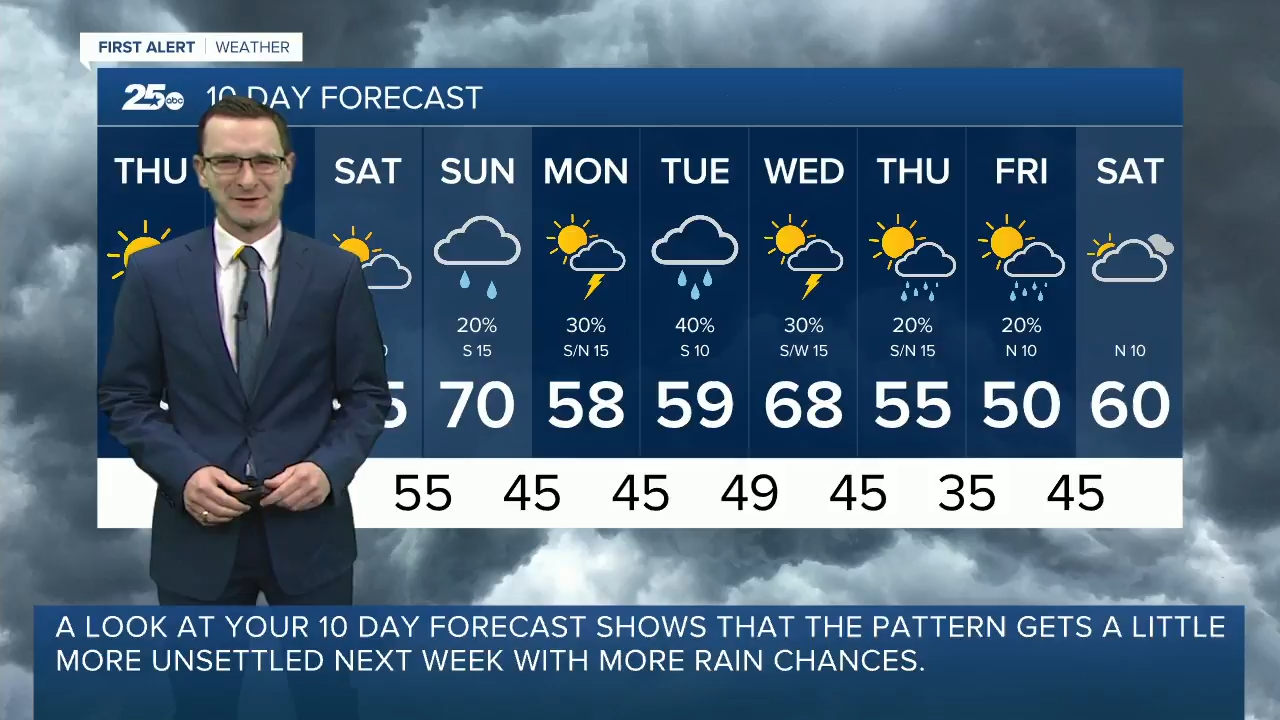 FIRST ALERT | WEATHER
25 abc 10 DAY FORECAST
THU SAT SUN MON TUE WED THU FRI SAT
20% 30% 40% 30% 20% 20%
S 15 S/N 15 S 10 S/W 15 S/N 15 N 10 N 10
70 58 59 68 55 50 60
55 45 45 49 45 35 45
A LOOK AT YOUR 10 DAY FORECAST SHOWS THAT THE PATTERN GETS A LITTLE
MORE UNSETTLED NEXT WEEK WITH MORE RAIN CHANCES.